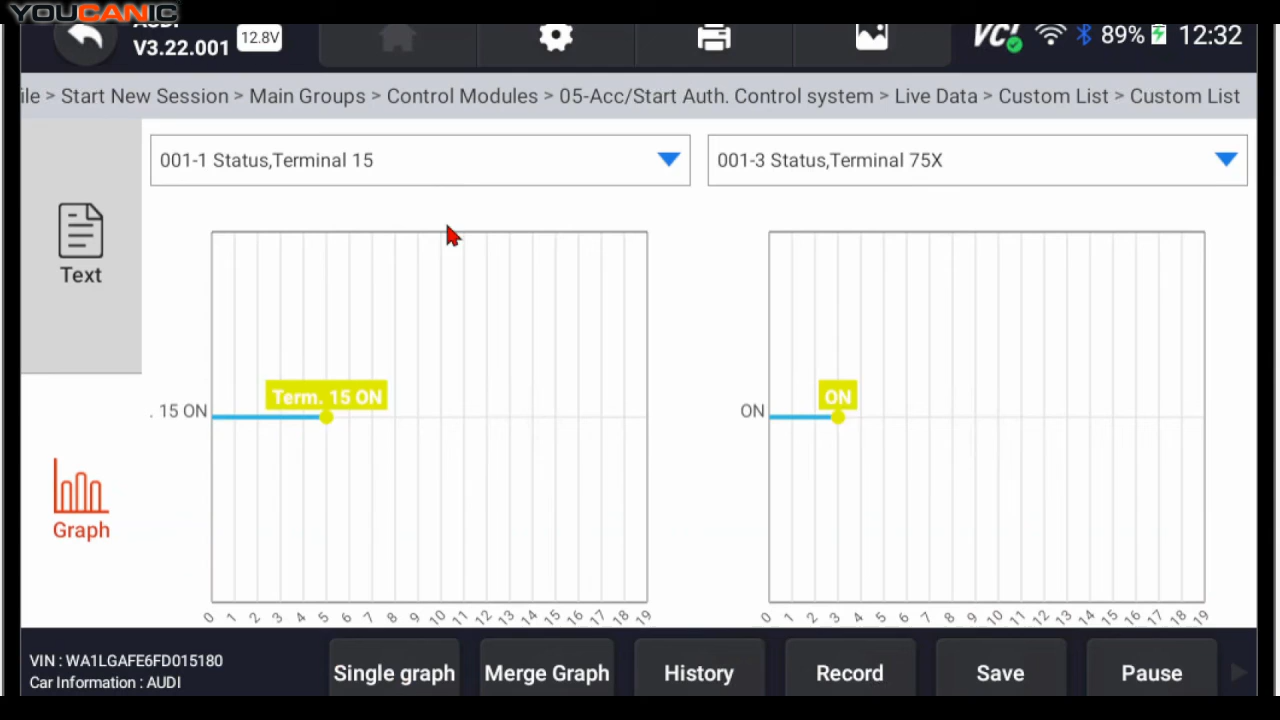 YOUCANIC
AUDI
V3.22.001
12.8V
VCI
89%
12:32
ile > Start New Session > Main Groups > Control Modules > 05-Acc/Start Auth. Control system > Live Data > Custom List > Custom List
Text
Graph
001-1 Status,Terminal 15
001-3 Status,Terminal 75X
Term. 15 ON
. 15 ON
0 1 2 3 4 5 6 7 8 9 10 11 12 13 14 15 16 17 18 19
ON
ON
0 1 2 3 4 5 6 7 8 9 10 11 12 13 14 15 16 17 18 19
VIN : WA1LGAFE6FD015180
Car Information : AUDI
Single graph
Merge Graph
History
Record
Save
Pause